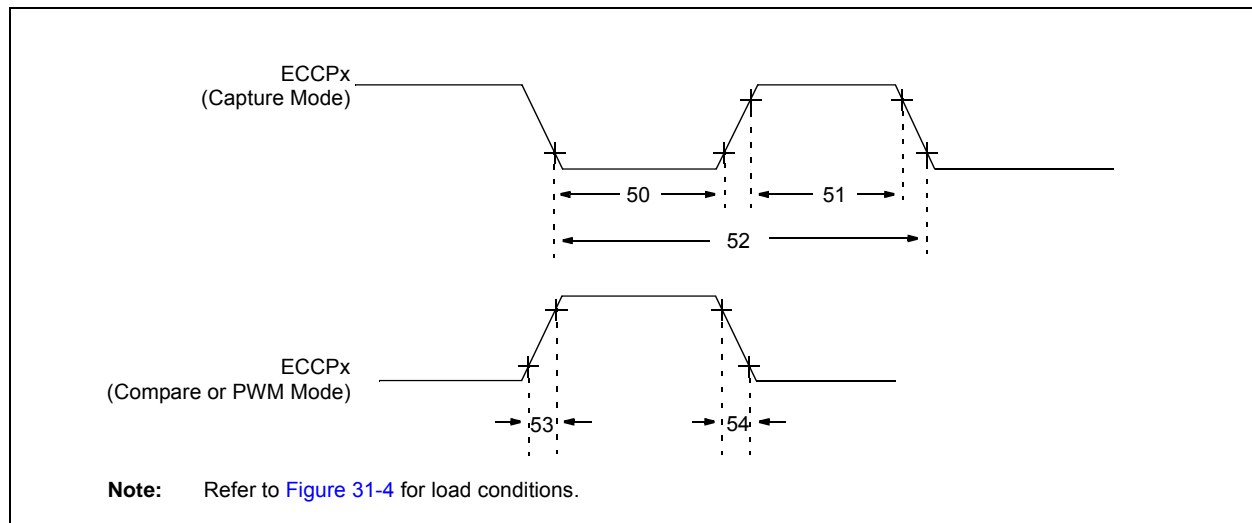 ECCPx
(Capture Mode)
50
51
52
ECCPx
(Compare or PWM Mode)
53
54
Note: Refer to Figure 31-4 for load conditions.